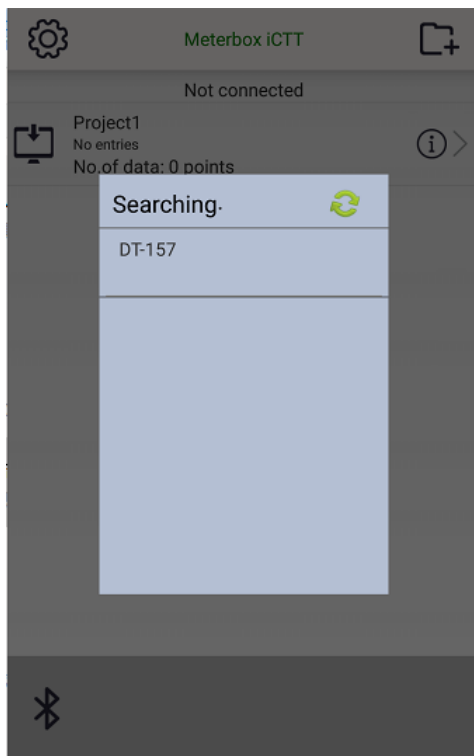 Meterbox iCTT
Not connected
Project1
No entries
No.of data: 0 points
Searching.
DT-157